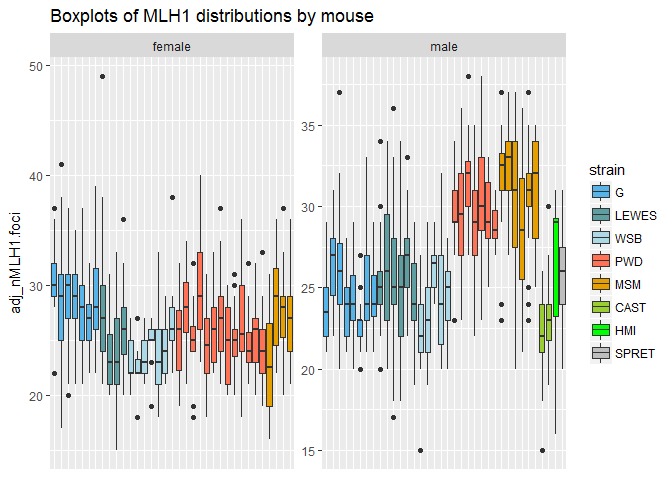 Boxplots of MLH1 distributions by mouse
female
male
adj_nMLH1.foci
50
40
30
20
35
30
25
20
15
strain
G
LEWES
WSB
PWD
MSM
CAST
HMI
SPRET